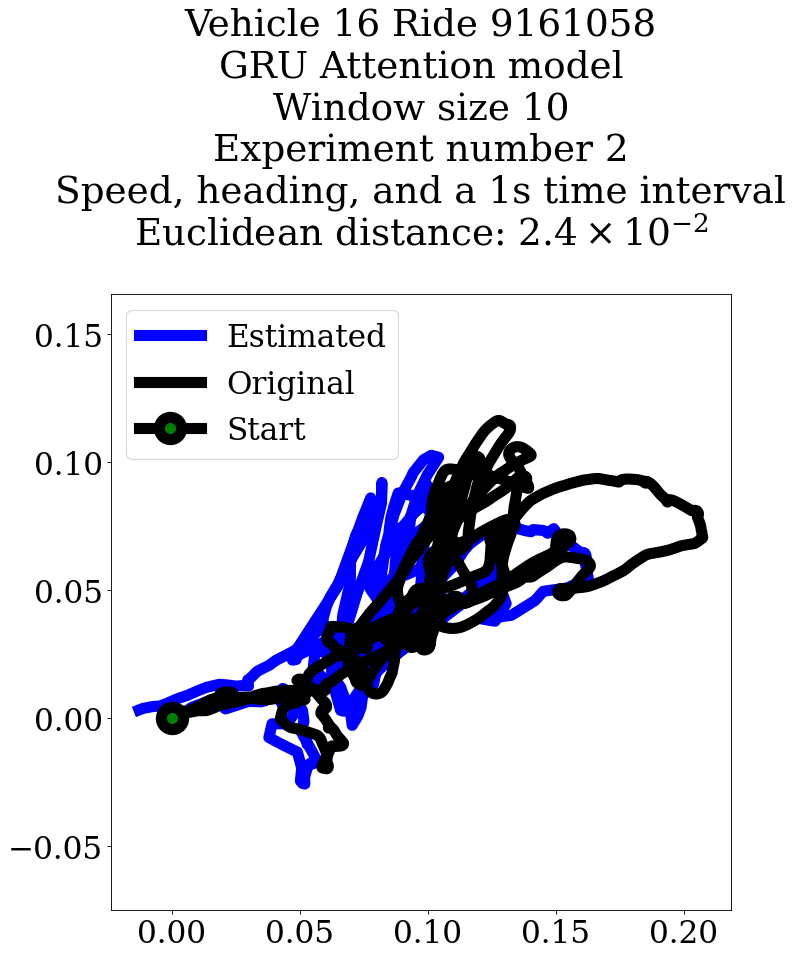 Vehicle 16 Ride 9161058
GRU Attention model
Window size 10
Experiment number 2
Speed, heading, and a 1s time interval
Euclidean distance: 2.4 × 10⁻²
Estimated
Original
Start
0.15
0.10
0.05
0.00
−0.05
0.00 0.05 0.10 0.15 0.20